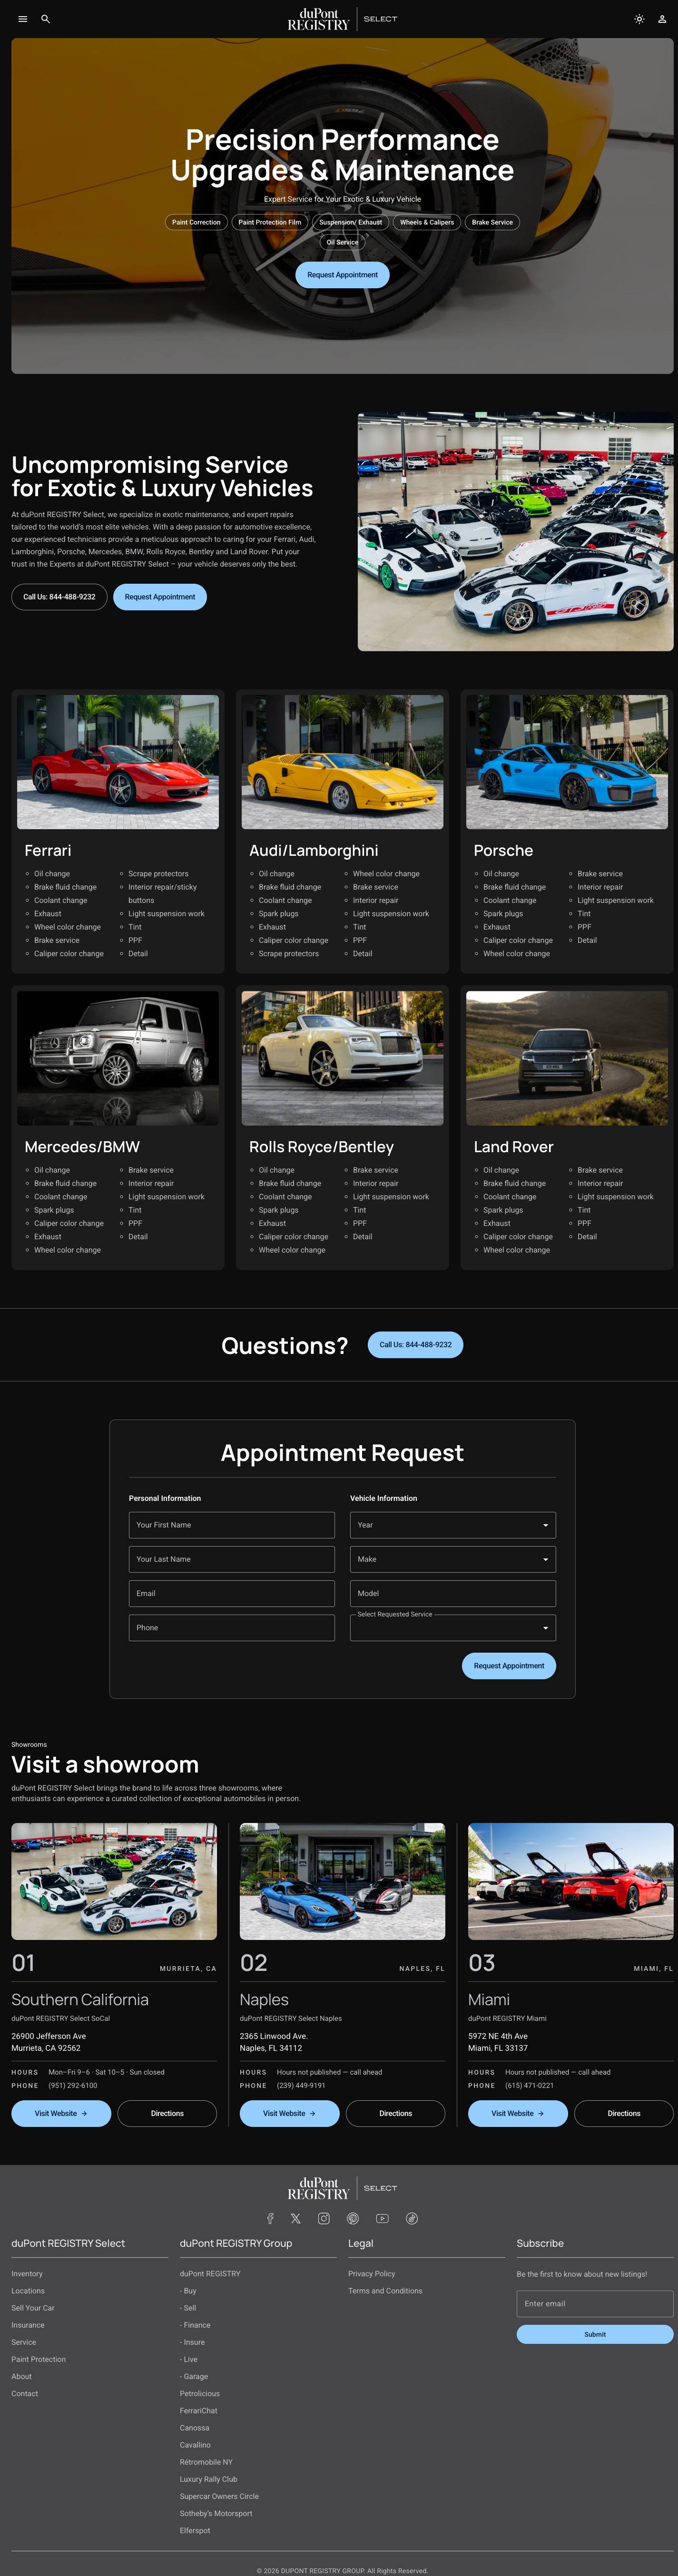 duPont
REGISTRY
SELECT
Precision Performance
Upgrades & Maintenance
Expert Service for Your Exotic & Luxury Vehicle
Paint Correction
Paint Protection Film
Suspension/ Exhaust
Wheels & Calipers
Brake Service
Oil Service
Request Appointment
Uncompromising Service
for Exotic & Luxury Vehicles
At duPont REGISTRY Select, we specialize in exotic maintenance, and expert repairs
tailored to the world's most elite vehicles. With a deep passion for automotive excellence,
our experienced technicians provide a meticulous approach to caring for your Ferrari, Audi,
Lamborghini, Porsche, Mercedes, BMW, Rolls Royce, Bentley and Land Rover. Put your
trust in the Experts at duPont REGISTRY Select – your vehicle deserves only the best.
Call Us: 844-488-9232
Request Appointment
Ferrari
Oil change
Brake fluid change
Coolant change
Exhaust
Wheel color change
Brake service
Caliper color change
Scrape protectors
Interior repair/sticky
buttons
Light suspension work
Tint
PPF
Detail
Audi/Lamborghini
Oil change
Brake fluid change
Coolant change
Spark plugs
Exhaust
Caliper color change
Scrape protectors
Wheel color change
Brake service
Interior repair
Light suspension work
Tint
PPF
Detail
Porsche
Oil change
Brake fluid change
Coolant change
Spark plugs
Exhaust
Caliper color change
Wheel color change
Brake service
Interior repair
Light suspension work
Tint
PPF
Detail
Mercedes/BMW
Oil change
Brake fluid change
Coolant change
Spark plugs
Caliper color change
Exhaust
Wheel color change
Brake service
Interior repair
Light suspension work
Tint
PPF
Detail
Rolls Royce/Bentley
Oil change
Brake fluid change
Coolant change
Spark plugs
Exhaust
Caliper color change
Wheel color change
Brake service
Interior repair
Light suspension work
Tint
PPF
Detail
Land Rover
Oil change
Brake fluid change
Coolant change
Spark plugs
Exhaust
Caliper color change
Wheel color change
Brake service
Interior repair
Light suspension work
Tint
PPF
Detail
Questions?
Call Us: 844-488-9232
Appointment Request
Personal Information
Your First Name
Your Last Name
Email
Phone
Vehicle Information
Year
Make
Model
Select Requested Service
Request Appointment
Showrooms
Visit a showroom
duPont REGISTRY Select brings the brand to life across three showrooms, where
enthusiasts can experience a curated collection of exceptional automobiles in person.
01
MURRIETA, CA
Southern California
duPont REGISTRY Select SoCal
26900 Jefferson Ave
Murrieta, CA 92562
HOURS Mon–Fri 9–6 · Sat 10–5 · Sun closed
PHONE (951) 292-6100
Visit Website →
Directions
02
NAPLES, FL
Naples
duPont REGISTRY Select Naples
2365 Linwood Ave.
Naples, FL 34112
HOURS Hours not published — call ahead
PHONE (239) 449-9191
Visit Website →
Directions
03
MIAMI, FL
Miami
duPont REGISTRY Miami
5972 NE 4th Ave
Miami, FL 33137
HOURS Hours not published — call ahead
PHONE (615) 471-0221
Visit Website →
Directions
duPont
REGISTRY
SELECT
duPont REGISTRY Select
Inventory
Locations
Sell Your Car
Insurance
Service
Paint Protection
About
Contact
duPont REGISTRY Group
duPont REGISTRY
- Buy
- Sell
- Finance
- Insure
- Live
- Garage
Petrolicious
FerrariChat
Canossa
Cavallino
Rétromobile NY
Luxury Rally Club
Supercar Owners Circle
Sotheby's Motorsport
Elferspot
Legal
Privacy Policy
Terms and Conditions
Subscribe
Be the first to know about new listings!
Enter email
Submit
© 2026 DUPONT REGISTRY GROUP. All Rights Reserved.